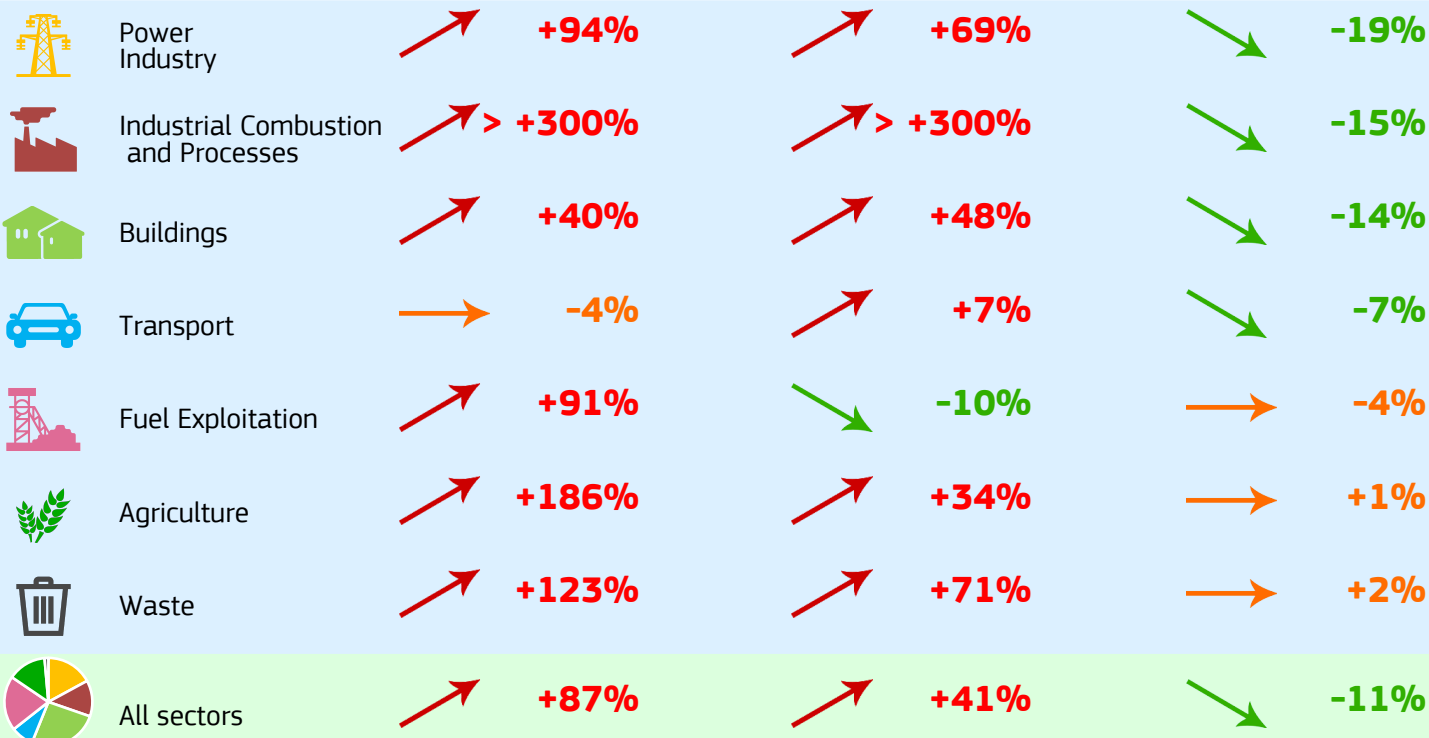 Power
Industry
+94%
+69%
-19%
Industrial Combustion
and Processes
> +300%
> +300%
-15%
Buildings
+40%
+48%
-14%
Transport
-4%
+7%
-7%
Fuel Exploitation
+91%
-10%
-4%
Agriculture
+186%
+34%
+1%
Waste
+123%
+71%
+2%
All sectors
+87%
+41%
-11%